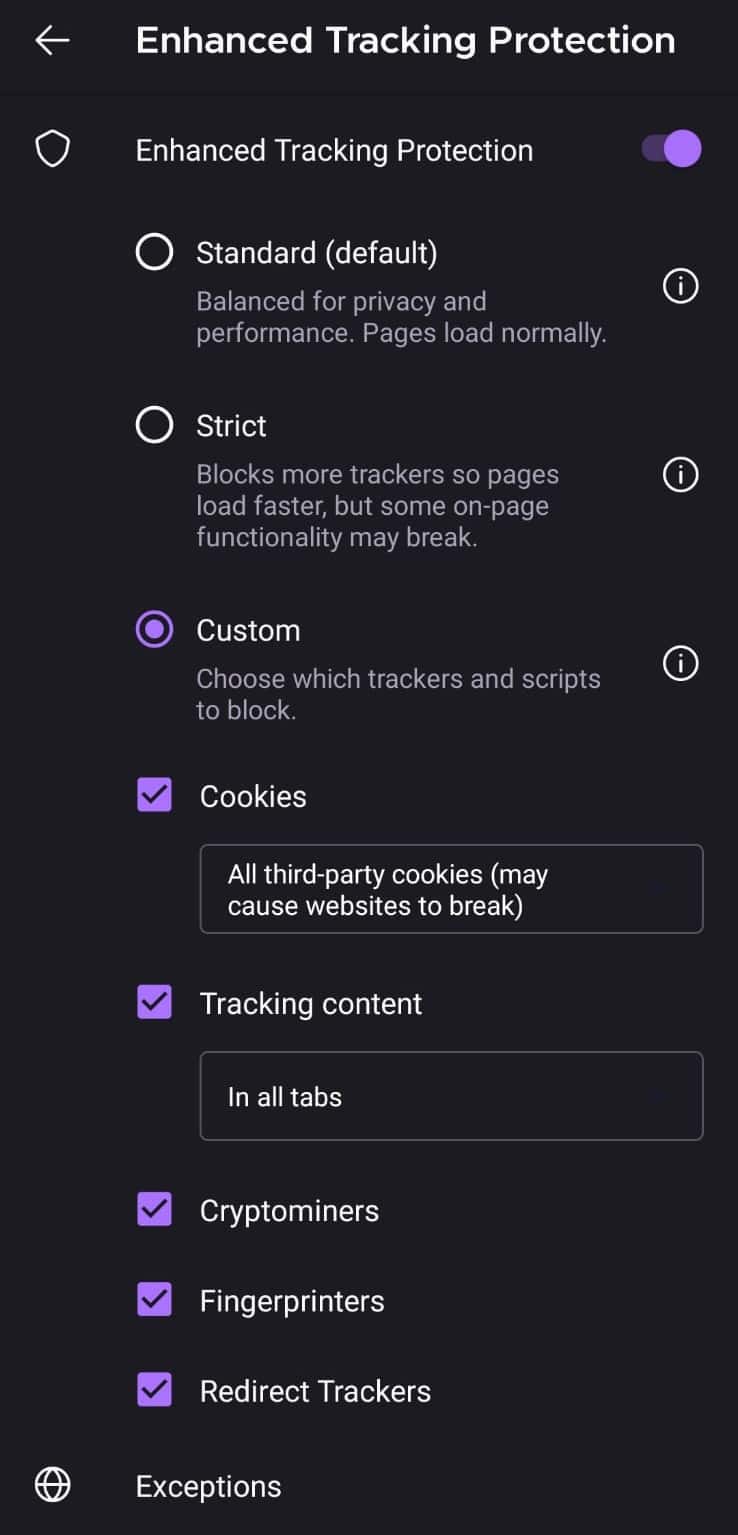 Enhanced Tracking Protection
Enhanced Tracking Protection
Standard (default)
Balanced for privacy and
performance. Pages load normally.
Strict
Blocks more trackers so pages
load faster, but some on-page
functionality may break.
Custom
Choose which trackers and scripts
to block.
Cookies
All third-party cookies (may
cause websites to break)
Tracking content
In all tabs
Cryptominers
Fingerprinters
Redirect Trackers
Exceptions